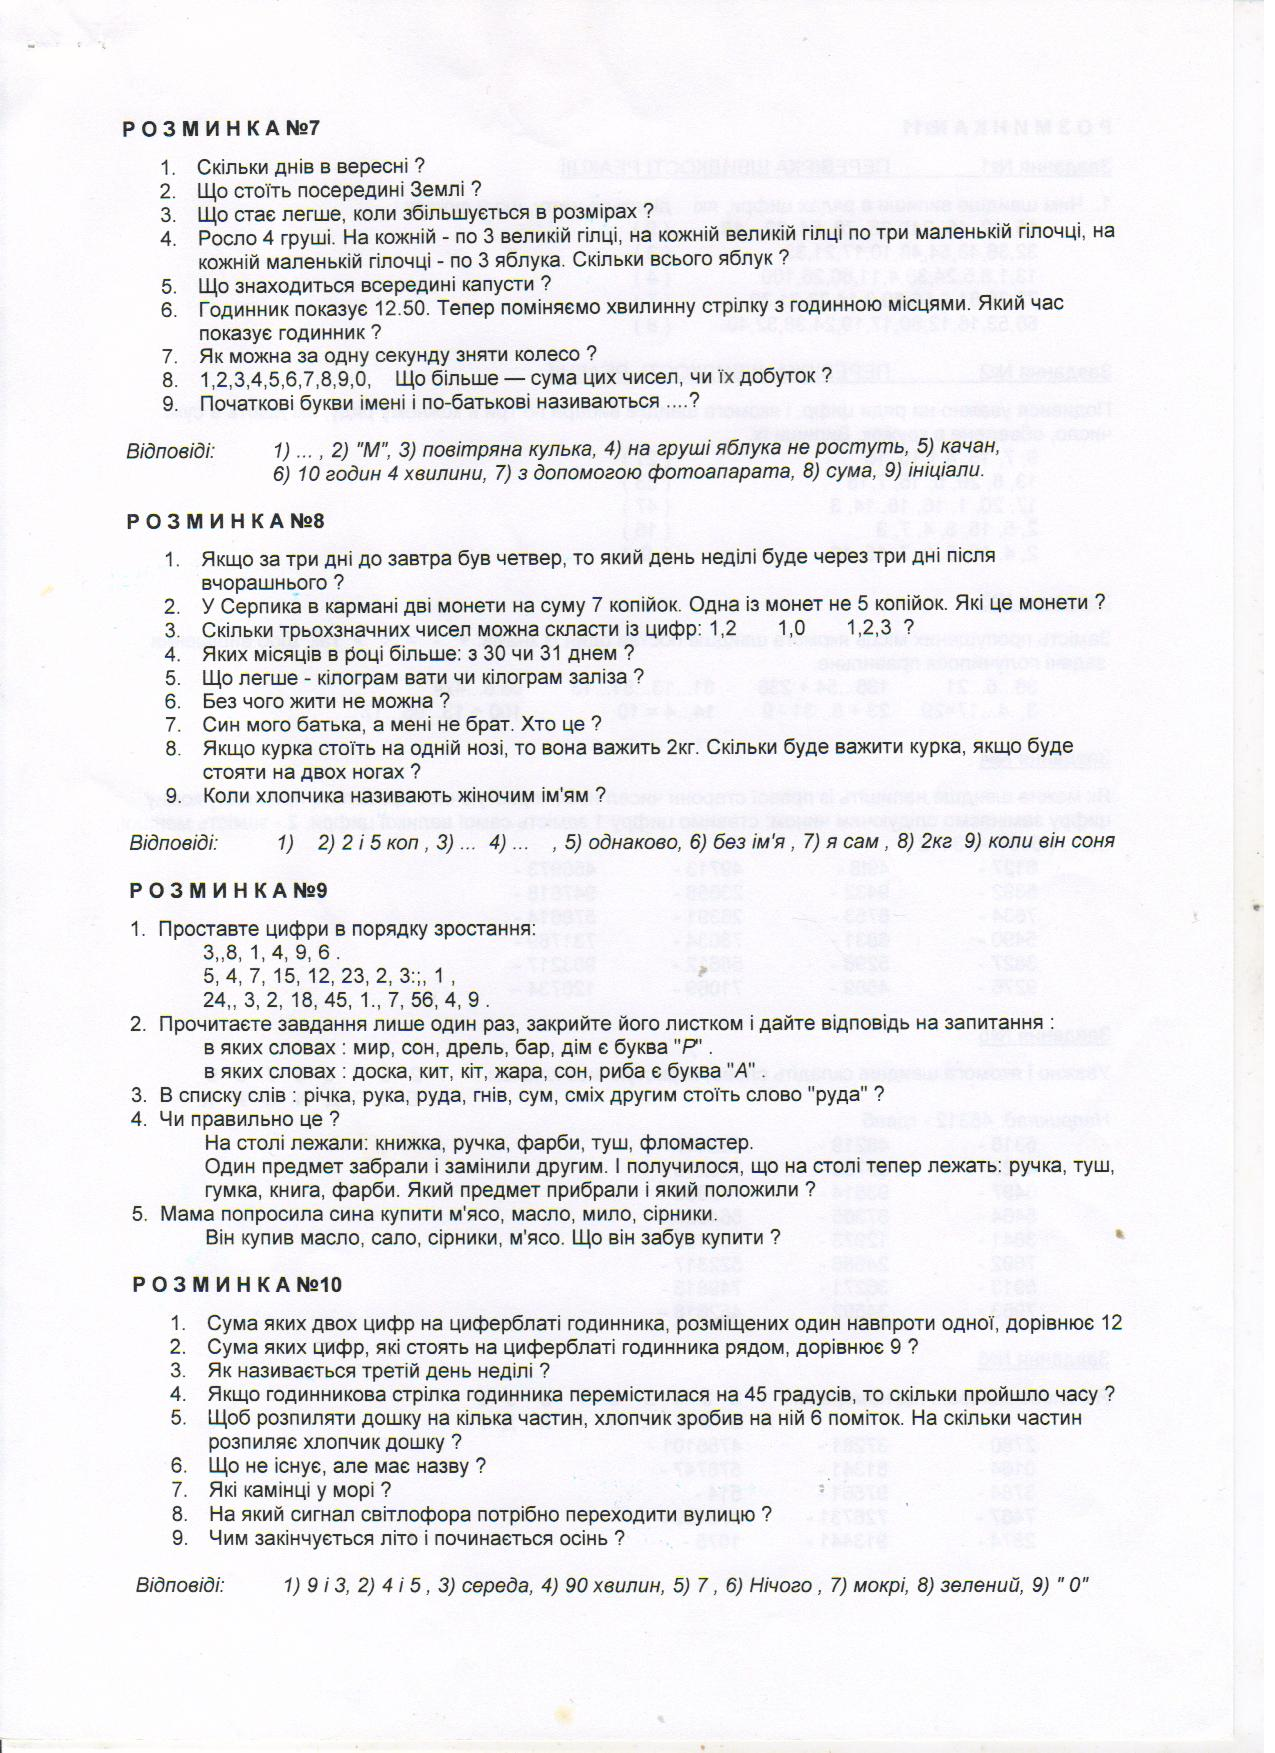 Р О З М И Н К А №7
1. Скільки днів в вересні ?
2. Що стоїть посередині Землі ?
3. Що стає легше, коли збільшується в розмірах ?
4. Росло 4 груші. На кожній - по 3 великій гілці, на кожній великій гілці по три маленькій гілочці, на
кожній маленькій гілочці - по 3 яблука. Скільки всього яблук ?
5. Що знаходиться всередині капусти ?
6. Годинник показує 12.50. Тепер поміняємо хвилинну стрілку з годинною місцями. Який час
показує годинник ?
7. Як можна за одну секунду зняти колесо ?
8. 1,2,3,4,5,6,7,8,9,0, Що більше — сума цих чисел, чи їх добуток ?
9. Початкові букви імені і по-батькові називаються ....?
Відповіді: 1) ... , 2) "М", 3) повітряна кулька, 4) на груші яблука не ростуть, 5) качан,
6) 10 годин 4 хвилини, 7) з допомогою фотоапарата, 8) сума, 9) ініціали.
Р О З М И Н К А №8
1. Якщо за три дні до завтра був четвер, то який день неділі буде через три дні після
вчорашнього ?
2. У Серпика в кармані дві монети на суму 7 копійок. Одна із монет не 5 копійок. Які це монети ?
3. Скільки трьохзначних чисел можна скласти із цифр: 1,2 1,0 1,2,3 ?
4. Яких місяців в році більше: з 30 чи 31 днем ?
5. Що легше - кілограм вати чи кілограм заліза ?
6. Без чого жити не можна ?
7. Син мого батька, а мені не брат. Хто це ?
8. Якщо курка стоїть на одній нозі, то вона важить 2кг. Скільки буде важити курка, якщо буде
стояти на двох ногах ?
9. Коли хлопчика називають жіночим ім'ям ?
Відповіді: 1) 2) 2 і 5 коп , 3) ... 4) ... , 5) однаково, 6) без ім'я , 7) я сам , 8) 2кг 9) коли він соня
Р О З М И Н К А №9
1. Проставте цифри в порядку зростання:
3,,8, 1, 4, 9, 6 .
5, 4, 7, 15, 12, 23, 2, 3:;, 1 ,
24,, 3, 2, 18, 45, 1., 7, 56, 4, 9 .
2. Прочитаєте завдання лише один раз, закрийте його листком і дайте відповідь на запитання :
в яких словах : мир, сон, дрель, бар, дім є буква "Р" .
в яких словах : доска, кит, кіт, жара, сон, риба є буква "А" .
3. В списку слів : річка, рука, руда, гнів, сум, сміх другим стоїть слово "руда" ?
4. Чи правильно це ?
На столі лежали: книжка, ручка, фарби, туш, фломастер.
Один предмет забрали і замінили другим. І получилося, що на столі тепер лежать: ручка, туш,
гумка, книга, фарби. Який предмет прибрали і який положили ?
5. Мама попросила сина купити м'ясо, масло, мило, сірники.
Він купив масло, сало, сірники, м'ясо. Що він забув купити ?
Р О З М И Н К А №10
1. Сума яких двох цифр на циферблаті годинника, розміщених один навпроти одної, дорівнює 12
2. Сума яких цифр, які стоять на циферблаті годинника рядом, дорівнює 9 ?
3. Як називається третій день неділі ?
4. Якщо годинникова стрілка годинника перемістилася на 45 градусів, то скільки пройшло часу ?
5. Щоб розпиляти дошку на кілька частин, хлопчик зробив на ній 6 поміток. На скільки частин
розпиляє хлопчик дошку ?
6. Що не існує, але має назву ?
7. Які камінці у морі ?
8. На який сигнал світлофора потрібно переходити вулицю ?
9. Чим закінчується літо і починається осінь ?
Відповіді: 1) 9 і 3, 2) 4 і 5 , 3) середа, 4) 90 хвилин, 5) 7 , 6) Нічого , 7) мокрі, 8) зелений, 9) " 0"